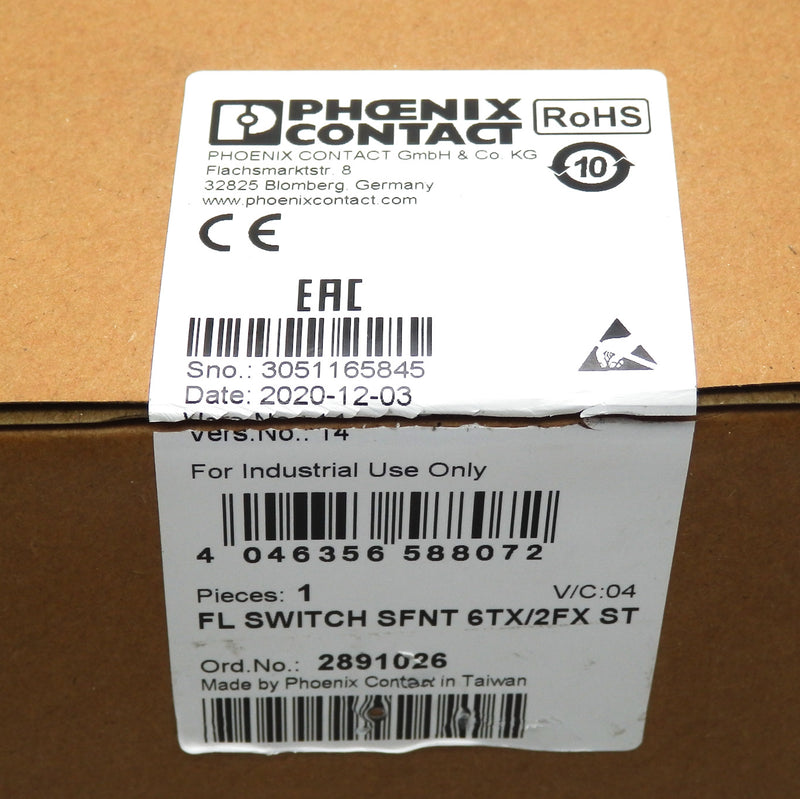 PHŒNIX
CONTACT
RoHS
PHOENIX CONTACT GmbH & Co. KG
Flachsmarktstr. 8
32825 Blomberg, Germany
www.phoenixcontact.com
10
CE
EAC
Sno.: 3051165845
Date: 2020-12-03
Vers.No.: 14
For Industrial Use Only
4 046356 588072
Pieces: 1 V/C:04
FL SWITCH SFNT 6TX/2FX ST
Ord.No.: 2891026
Made by Phoenix Contact in Taiwan